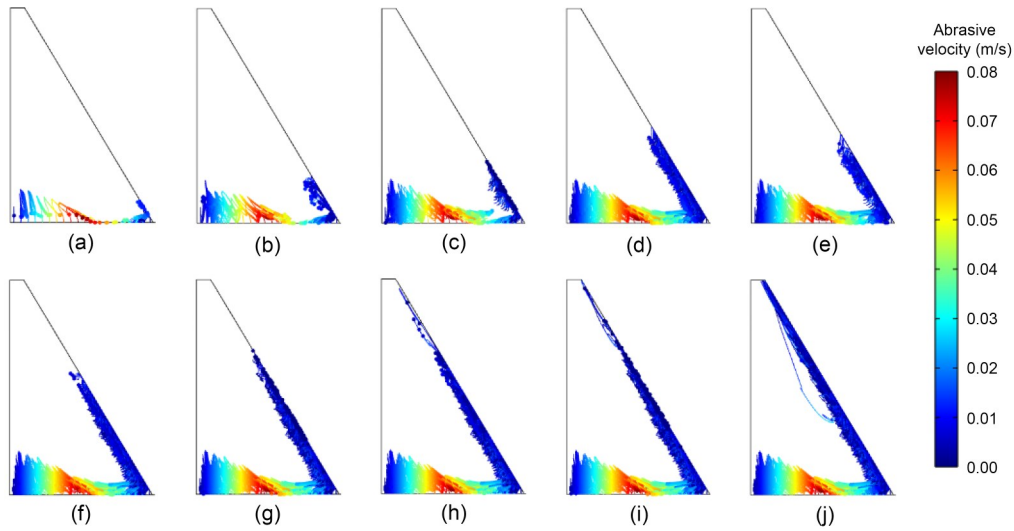 Abrasive
velocity (m/s)
0.08
0.07
0.06
0.05
0.04
0.03
0.02
0.01
0.00
(a)
(b)
(c)
(d)
(e)
(f)
(g)
(h)
(i)
(j)